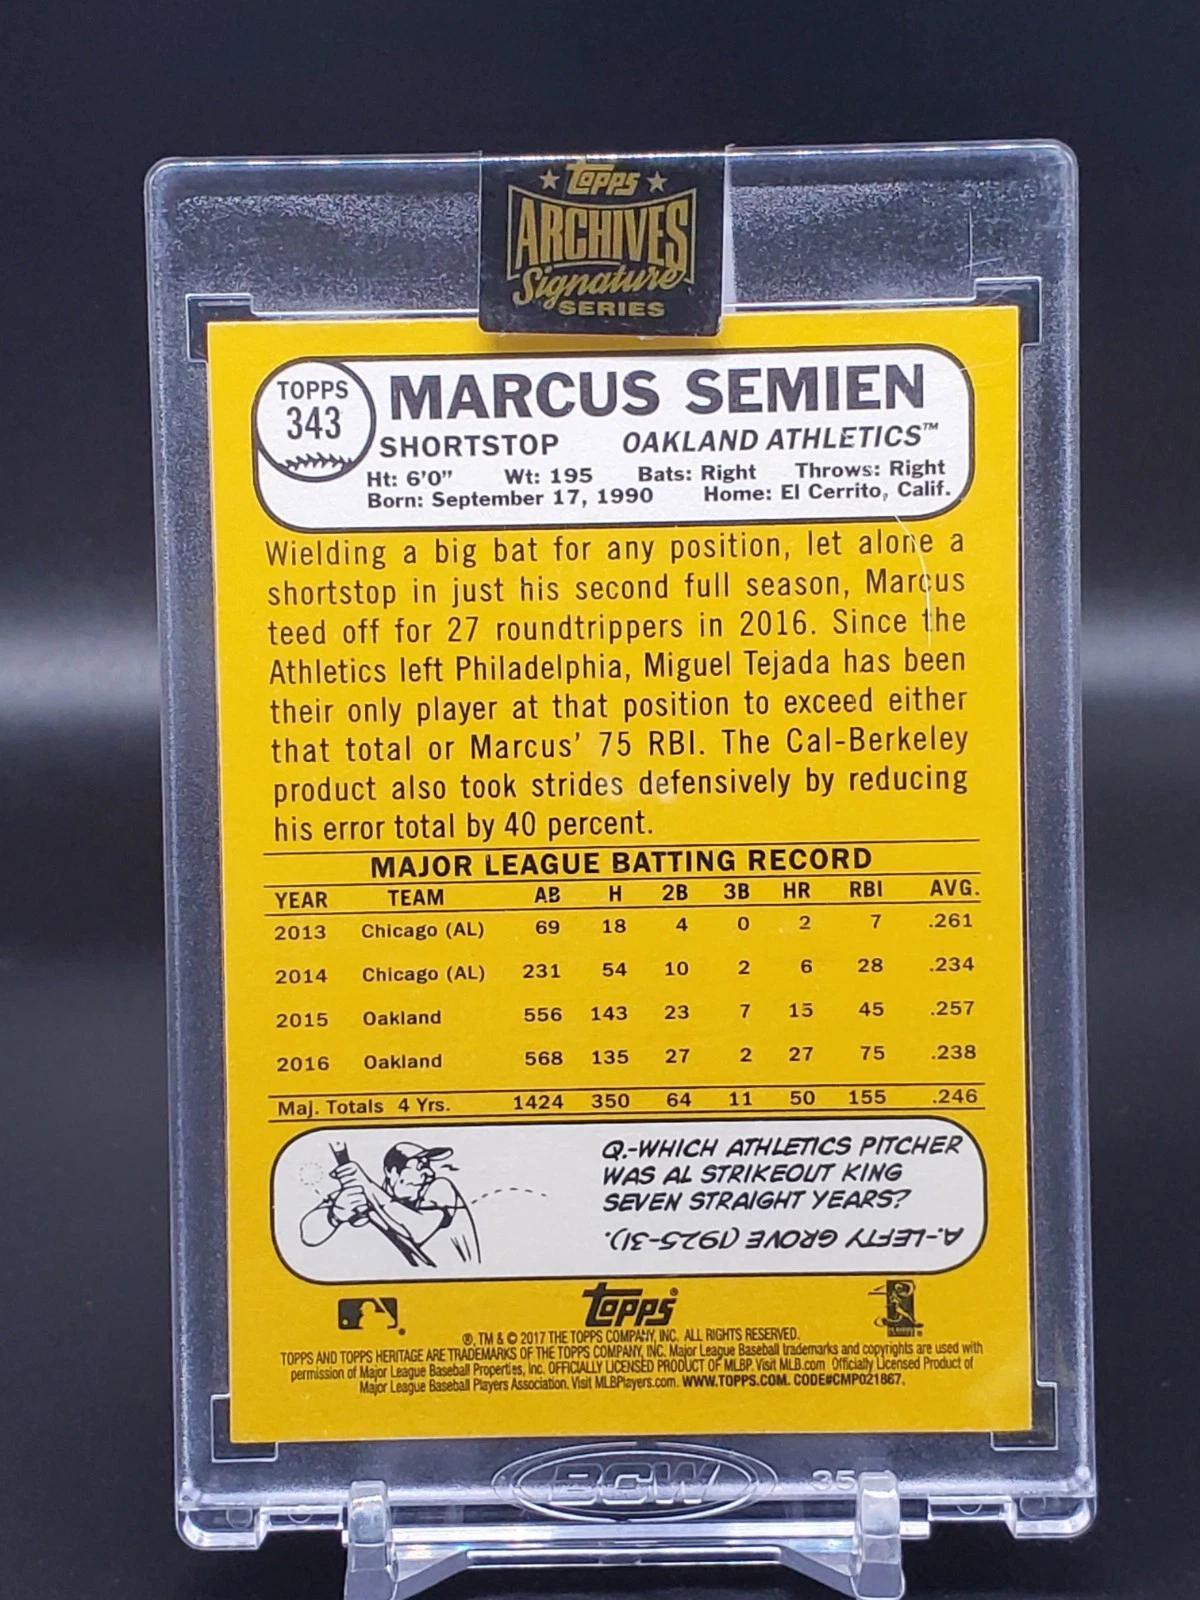 Topps
ARCHIVES
Signature
SERIES
TOPPS
343
MARCUS SEMIEN
SHORTSTOP OAKLAND ATHLETICS™
Ht: 6'0" Wt: 195 Bats: Right Throws: Right
Born: September 17, 1990 Home: El Cerrito, Calif.
Wielding a big bat for any position, let alone a
shortstop in just his second full season, Marcus
teed off for 27 roundtrippers in 2016. Since the
Athletics left Philadelphia, Miguel Tejada has been
their only player at that position to exceed either
that total or Marcus' 75 RBI. The Cal-Berkeley
product also took strides defensively by reducing
his error total by 40 percent.
MAJOR LEAGUE BATTING RECORD
YEAR TEAM AB H 2B 3B HR RBI AVG.
2013 Chicago (AL) 69 18 4 0 2 7 .261
2014 Chicago (AL) 231 54 10 2 6 28 .234
2015 Oakland 556 143 23 7 15 45 .257
2016 Oakland 568 135 27 2 27 75 .238
Maj. Totals 4 Yrs. 1424 350 64 11 50 155 .246
Q.-WHICH ATHLETICS PITCHER
WAS AL STRIKEOUT KING
SEVEN STRAIGHT YEARS?
A.-LEFTY GROVE (1925-31).
Topps®
®, TM & © 2017 THE TOPPS COMPANY, INC. ALL RIGHTS RESERVED.
TOPPS AND TOPPS HERITAGE ARE TRADEMARKS OF THE TOPPS COMPANY, INC. Major League Baseball trademarks and copyrights are used with
permission of Major League Baseball Properties, Inc. OFFICIALLY LICENSED PRODUCT OF MLBP. Visit MLB.com Officially Licensed Product of
Major League Baseball Players Association. Visit MLBPlayers.com. WWW.TOPPS.COM. CODE#CMP021867.
BCW 35